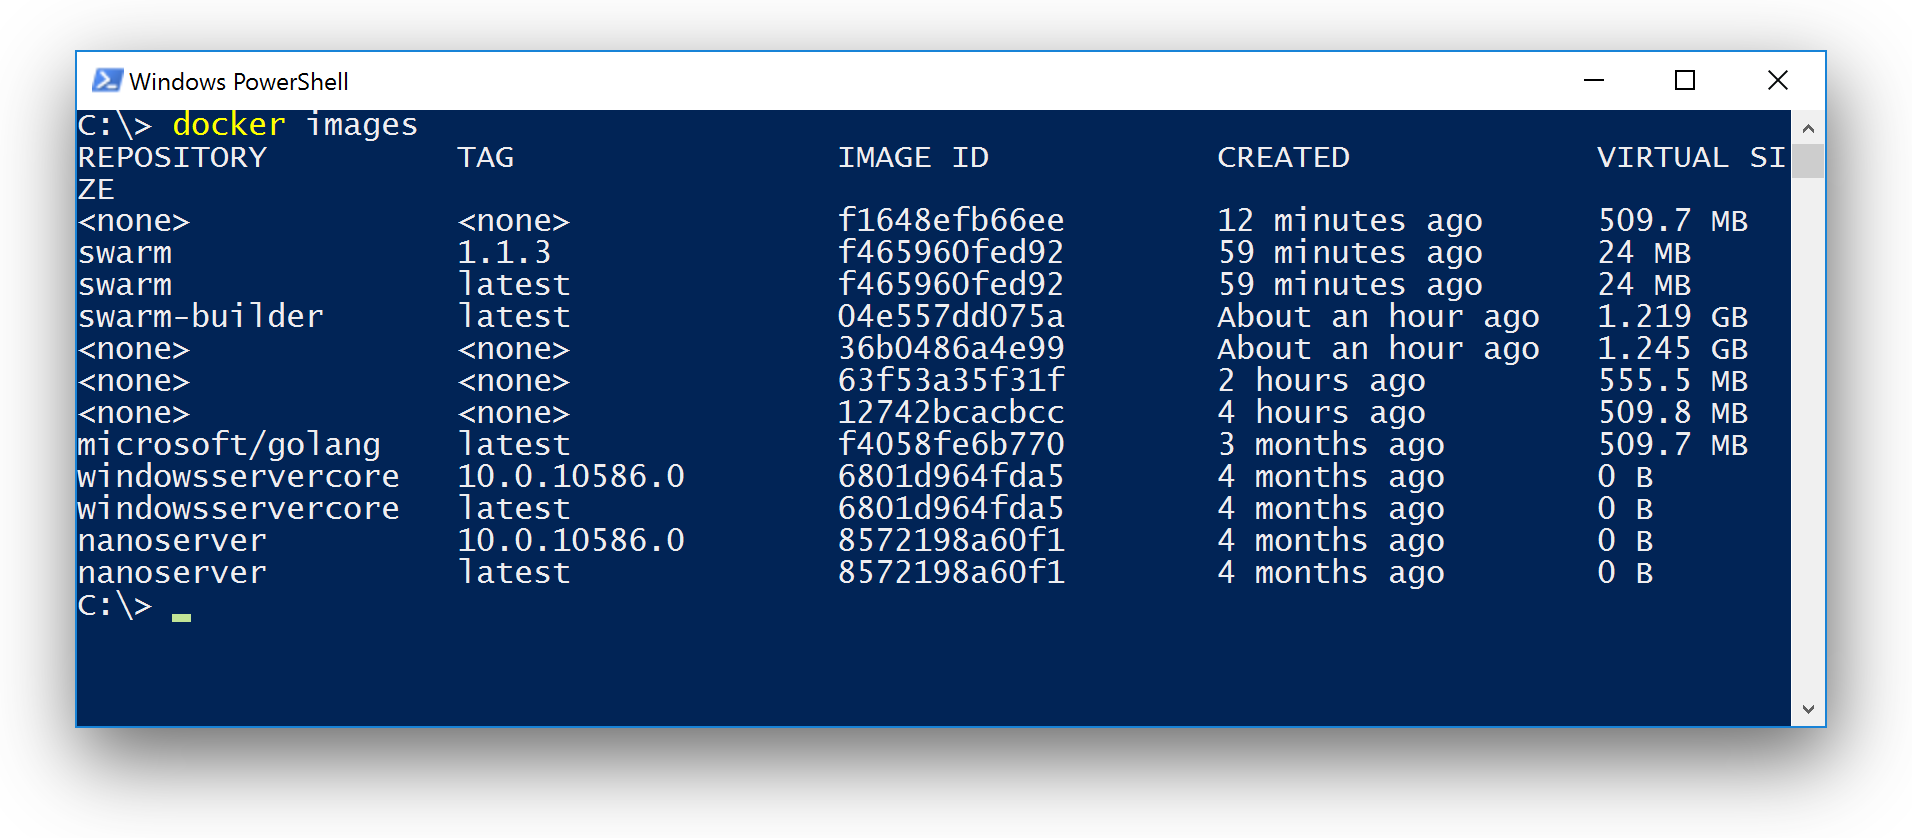 Windows PowerShell
C:\> docker images
REPOSITORY          TAG                 IMAGE ID            CREATED             VIRTUAL SI
ZE
<none>              <none>              f1648efb66ee        12 minutes ago      509.7 MB
swarm               1.1.3               f465960fed92        59 minutes ago      24 MB
swarm               latest              f465960fed92        59 minutes ago      24 MB
swarm-builder       latest              04e557dd075a        About an hour ago   1.219 GB
<none>              <none>              36b0486a4e99        About an hour ago   1.245 GB
<none>              <none>              63f53a35f31f        2 hours ago         555.5 MB
<none>              <none>              12742bcacbcc        4 hours ago         509.8 MB
microsoft/golang    latest              f4058fe6b770        3 months ago        509.7 MB
windowsservercore   10.0.10586.0        6801d964fda5        4 months ago        0 B
windowsservercore   latest              6801d964fda5        4 months ago        0 B
nanoserver          10.0.10586.0        8572198a60f1        4 months ago        0 B
nanoserver          latest              8572198a60f1        4 months ago        0 B
C:\>